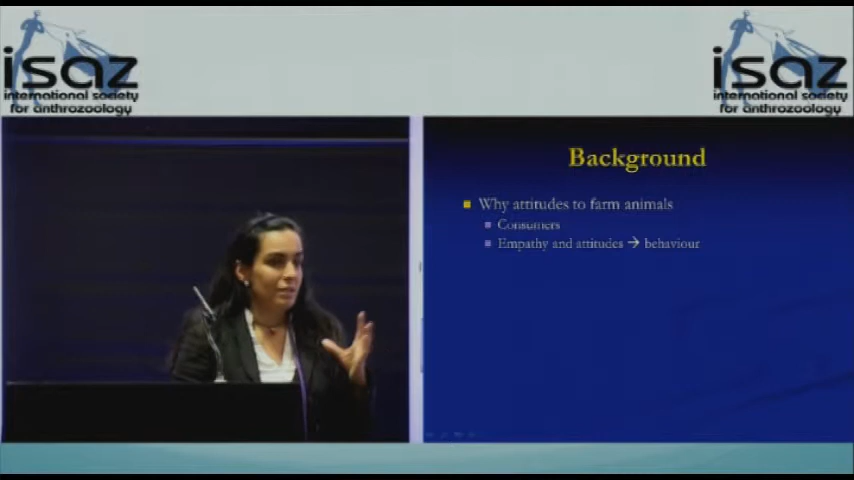 isaz
international society
for anthrozoology
isaz
international society
for anthrozoology
Background
Why attitudes to farm animals
Consumers
Empathy and attitudes → behaviour